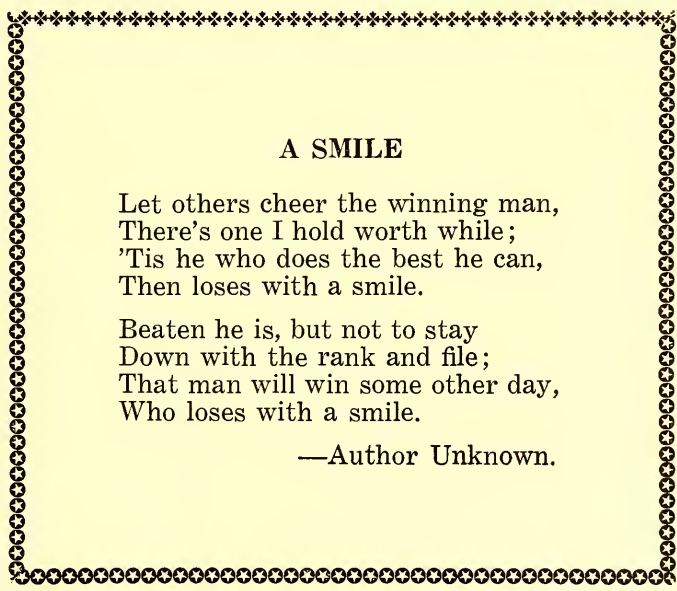 A SMILE
Let others cheer the winning man,
There's one I hold worth while;
'Tis he who does the best he can,
Then loses with a smile.
Beaten he is, but not to stay
Down with the rank and file;
That man will win some other day,
Who loses with a smile.
—Author Unknown.